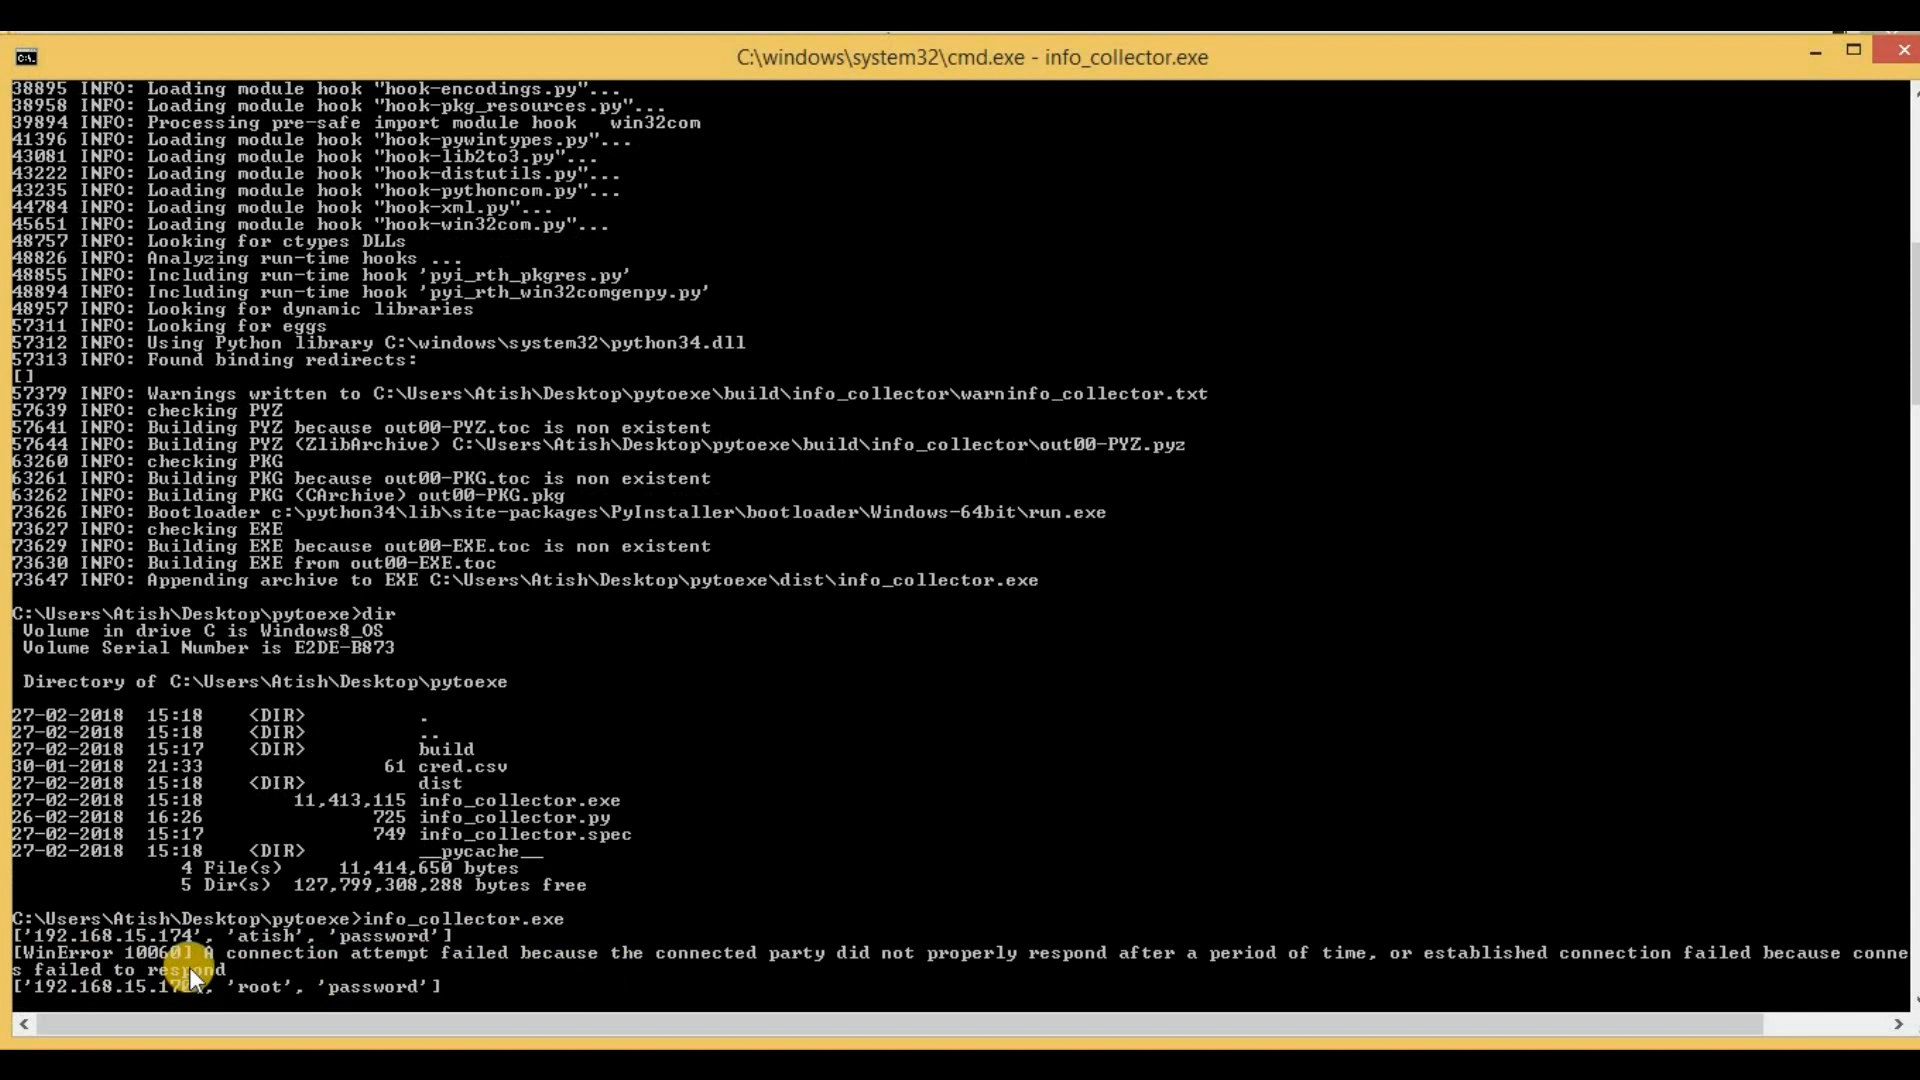 C:\windows\system32\cmd.exe - info_collector.exe
38895 INFO: Loading module hook "hook-encodings.py"...
38958 INFO: Loading module hook "hook-pkg_resources.py"...
39894 INFO: Processing pre-safe import module hook   win32com
41396 INFO: Loading module hook "hook-pywintypes.py"...
43081 INFO: Loading module hook "hook-lib2to3.py"...
43222 INFO: Loading module hook "hook-distutils.py"...
43235 INFO: Loading module hook "hook-pythoncom.py"...
44784 INFO: Loading module hook "hook-xml.py"...
45651 INFO: Loading module hook "hook-win32com.py"...
48757 INFO: Looking for ctypes DLLs
48826 INFO: Analyzing run-time hooks ...
48855 INFO: Including run-time hook 'pyi_rth_pkgres.py'
48894 INFO: Including run-time hook 'pyi_rth_win32comgenpy.py'
48957 INFO: Looking for dynamic libraries
57311 INFO: Looking for eggs
57312 INFO: Using Python library C:\windows\system32\python34.dll
57313 INFO: Found binding redirects:
[]
57379 INFO: Warnings written to C:\Users\Atish\Desktop\pytoexe\build\info_collector\warninfo_collector.txt
57639 INFO: checking PYZ
57641 INFO: Building PYZ because out00-PYZ.toc is non existent
57644 INFO: Building PYZ (ZlibArchive) C:\Users\Atish\Desktop\pytoexe\build\info_collector\out00-PYZ.pyz
63260 INFO: checking PKG
63261 INFO: Building PKG because out00-PKG.toc is non existent
63262 INFO: Building PKG (CArchive) out00-PKG.pkg
73626 INFO: Bootloader c:\python34\lib\site-packages\PyInstaller\bootloader\Windows-64bit\run.exe
73627 INFO: checking EXE
73629 INFO: Building EXE because out00-EXE.toc is non existent
73630 INFO: Building EXE from out00-EXE.toc
73647 INFO: Appending archive to EXE C:\Users\Atish\Desktop\pytoexe\dist\info_collector.exe
C:\Users\Atish\Desktop\pytoexe>dir
Volume in drive C is Windows8_OS
Volume Serial Number is E2DE-B873
Directory of C:\Users\Atish\Desktop\pytoexe
27-02-2018  15:18    <DIR>          .
27-02-2018  15:18    <DIR>          ..
27-02-2018  15:17    <DIR>          build
30-01-2018  21:33                61 cred.csv
27-02-2018  15:18    <DIR>          dist
27-02-2018  15:18        11,413,115 info_collector.exe
26-02-2018  16:26               725 info_collector.py
27-02-2018  15:17               749 info_collector.spec
27-02-2018  15:18    <DIR>          __pycache__
4 File(s)     11,414,650 bytes
5 Dir(s)  127,799,308,288 bytes free
C:\Users\Atish\Desktop\pytoexe>info_collector.exe
['192.168.15.174', 'atish', 'password']
[WinError 10060] A connection attempt failed because the connected party did not properly respond after a period of time, or established connection failed because conne
s failed to respond
'root', 'password']